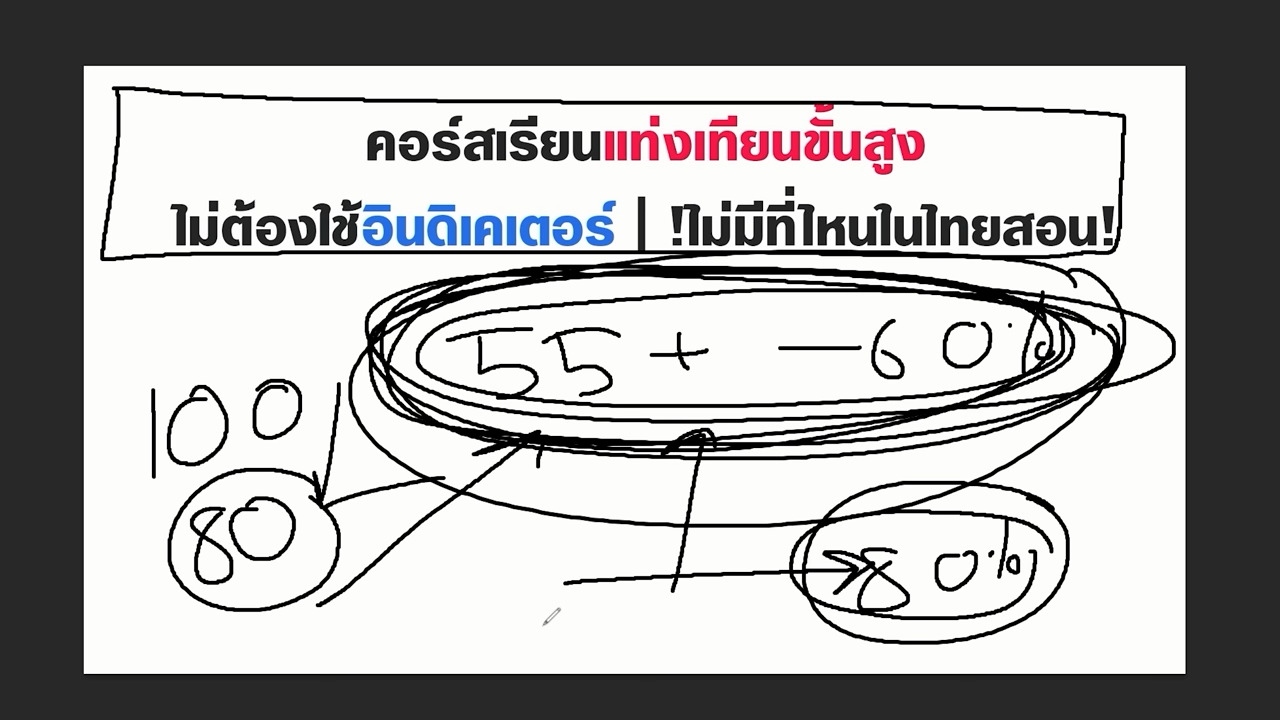 คอร์สเรียนแท่งเทียนขั้นสูง
ไม่ต้องใช้อินดิเคเตอร์ | !ไม่มีที่ไหนในไทยสอน!
55 + — 60%
100
80
80%